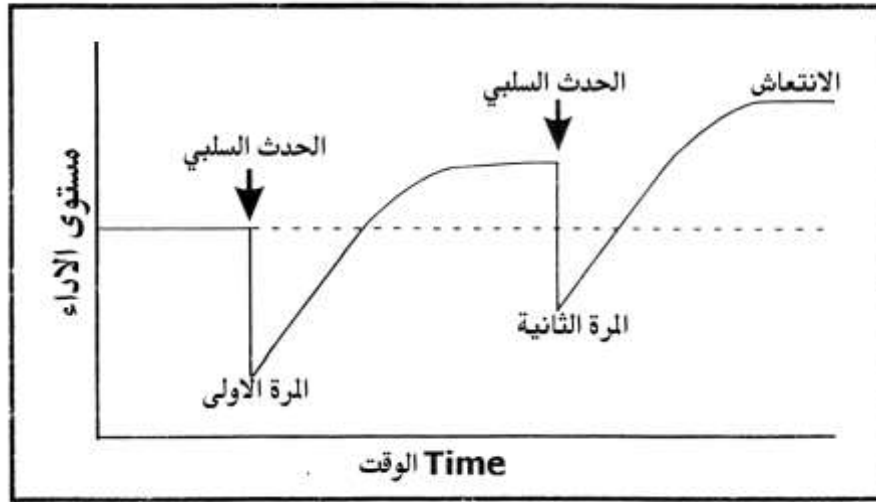 الانتعاش
الحدث السلبي
الحدث السلبي
مستوى الاداء
المرة الثانية
المرة الاولى
الوقت Time